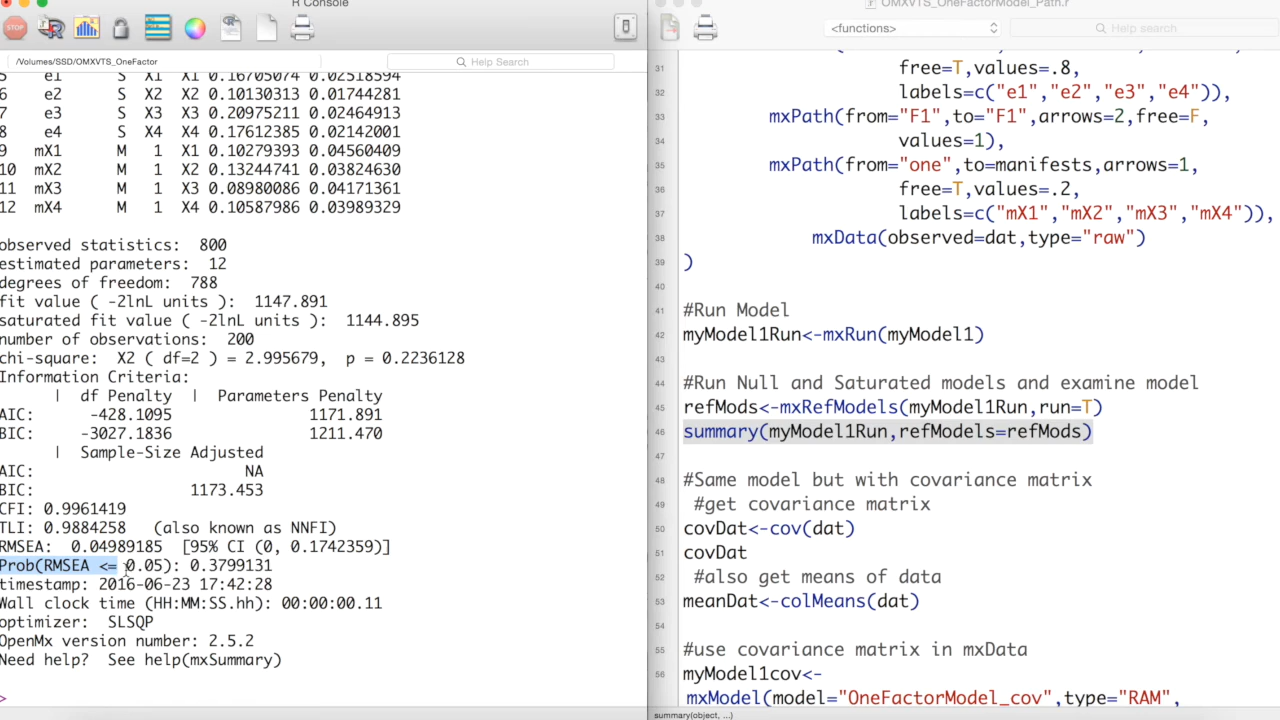 R Console
STOP
/Volumes/SSD/OMXVTS_OneFactor
Help Search
5 e1 S X1 X1 0.16705074 0.02518594
6 e2 S X2 X2 0.10130313 0.01744281
7 e3 S X3 X3 0.20975211 0.02464913
8 e4 S X4 X4 0.17612385 0.02142001
9 mX1 M 1 X1 0.10279393 0.04560409
10 mX2 M 1 X2 0.13244741 0.03824630
11 mX3 M 1 X3 0.08980086 0.04171361
12 mX4 M 1 X4 0.10587986 0.03989329
observed statistics: 800
estimated parameters: 12
degrees of freedom: 788
fit value ( -2lnL units ): 1147.891
saturated fit value ( -2lnL units ): 1144.895
number of observations: 200
chi-square: X2 ( df=2 ) = 2.995679, p = 0.2236128
Information Criteria:
| df Penalty | Parameters Penalty
AIC: -428.1095 1171.891
BIC: -3027.1836 1211.470
| Sample-Size Adjusted
AIC: NA
BIC: 1173.453
CFI: 0.9961419
TLI: 0.9884258 (also known as NNFI)
RMSEA: 0.04989185 [95% CI (0, 0.1742359)]
Prob(RMSEA <= 0.05): 0.3799131
timestamp: 2016-06-23 17:42:28
Wall clock time (HH:MM:SS.hh): 00:00:00.11
optimizer: SLSQP
OpenMx version number: 2.5.2
Need help? See help(mxSummary)
>
OMXVTS_OneFactorModel_Path.r
<functions>
Help search
31 free=T,values=.8,
32 labels=c("e1","e2","e3","e4")),
33 mxPath(from="F1",to="F1",arrows=2,free=F,
34 values=1),
35 mxPath(from="one",to=manifests,arrows=1,
36 free=T,values=.2,
37 labels=c("mX1","mX2","mX3","mX4")),
38 mxData(observed=dat,type="raw")
39 )
40
41 #Run Model
42 myModel1Run<-mxRun(myModel1)
43
44 #Run Null and Saturated models and examine model
45 refMods<-mxRefModels(myModel1Run,run=T)
46 summary(myModel1Run,refModels=refMods)
47
48 #Same model but with covariance matrix
49 #get covariance matrix
50 covDat<-cov(dat)
51 covDat
52 #also get means of data
53 meanDat<-colMeans(dat)
54
55 #use covariance matrix in mxData
56 myModel1cov<-
mxModel(model="OneFactorModel_cov",type="RAM",
summary(object, ...)